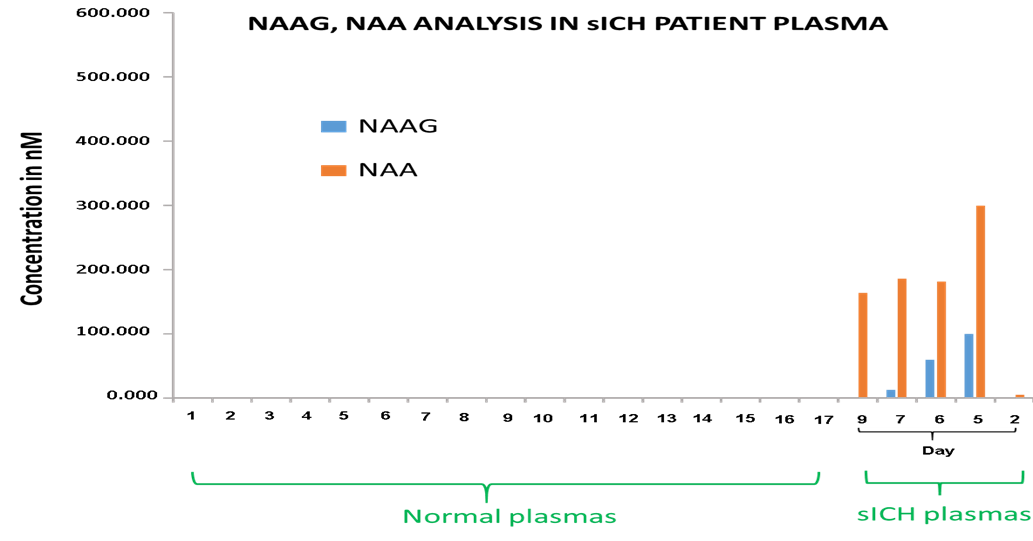 NAAG, NAA ANALYSIS IN sICH PATIENT PLASMA
600.000
500.000
400.000
300.000
200.000
100.000
0.000
Concentration in nM
NAAG
NAA
1 2 3 4 5 6 7 8 9 10 11 12 13 14 15 16 17 9 7 6 5 2
Day
Normal plasmas
sICH plasmas